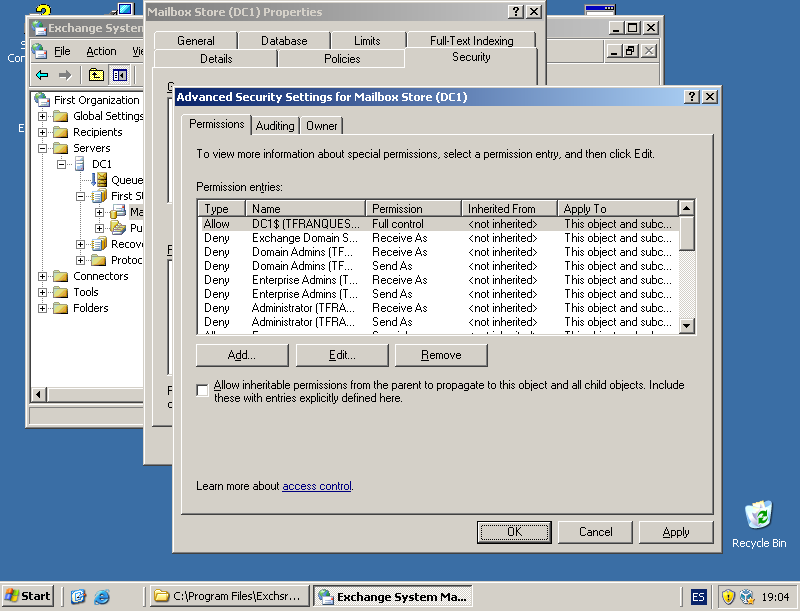 Mailbox Store (DC1) Properties
General
Database
Limits
Full-Text Indexing
Details
Policies
Security
Exchange System
File
Action
First Organization
Global Settings
Recipients
Servers
DC1
Queue
First S
Ma
Pu
Recov
Protoc
Connectors
Tools
Folders
Advanced Security Settings for Mailbox Store (DC1)
Permissions
Auditing
Owner
To view more information about special permissions, select a permission entry, and then click Edit.
Permission entries:
Type Name Permission Inherited From Apply To
Allow DC1$ (TFRANQUES... Full control <not inherited> This object and subc...
Deny Exchange Domain S... Receive As <not inherited> This object and subc...
Deny Domain Admins (TF... Receive As <not inherited> This object and subc...
Deny Domain Admins (TF... Send As <not inherited> This object and subc...
Deny Enterprise Admins (T... Receive As <not inherited> This object and subc...
Deny Enterprise Admins (T... Send As <not inherited> This object and subc...
Deny Administrator (TFRA... Receive As <not inherited> This object and subc...
Deny Administrator (TFRA... Send As <not inherited> This object and subc...
Add...
Edit...
Remove
Allow inheritable permissions from the parent to propagate to this object and all child objects. Include
these with entries explicitly defined here.
Learn more about access control.
OK
Cancel
Apply
Recycle Bin
Start
C:\Program Files\Exchsr...
Exchange System Ma...
ES
19:04